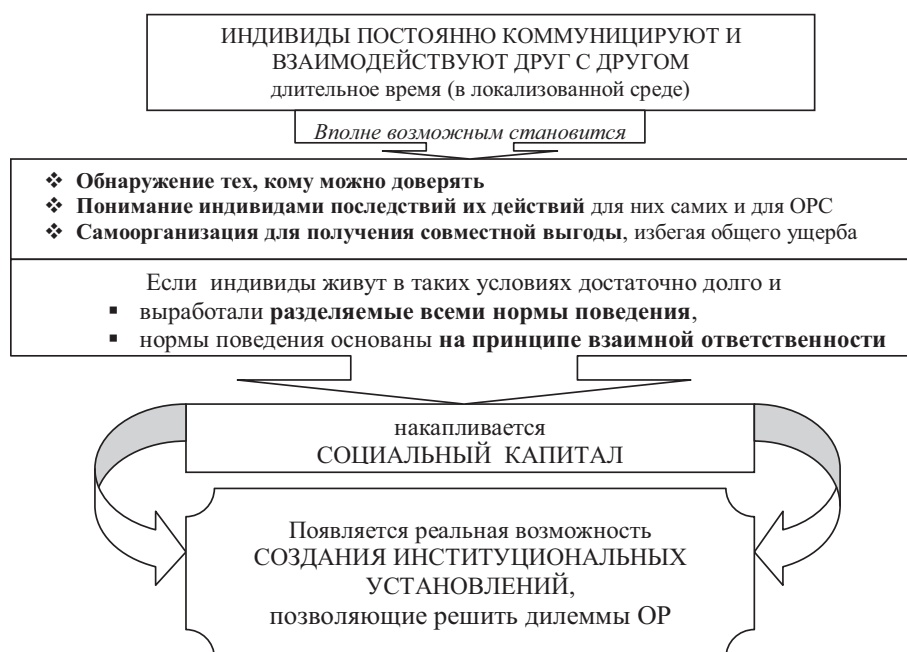 ИНДИВИДЫ ПОСТОЯННО КОММУНИЦИРУЮТ И
ВЗАИМОДЕЙСТВУЮТ ДРУГ С ДРУГОМ
длительное время (в локализованной среде)
Вполне возможным становится
❖ Обнаружение тех, кому можно доверять
❖ Понимание индивидами последствий их действий для них самих и для ОРС
❖ Самоорганизация для получения совместной выгоды, избегая общего ущерба
Если индивиды живут в таких условиях достаточно долго и
▪ выработали разделяемые всеми нормы поведения,
▪ нормы поведения основаны на принципе взаимной ответственности
накапливается
СОЦИАЛЬНЫЙ КАПИТАЛ
Появляется реальная возможность
СОЗДАНИЯ ИНСТИТУЦИОНАЛЬНЫХ
УСТАНОВЛЕНИЙ,
позволяющие решить дилеммы ОР